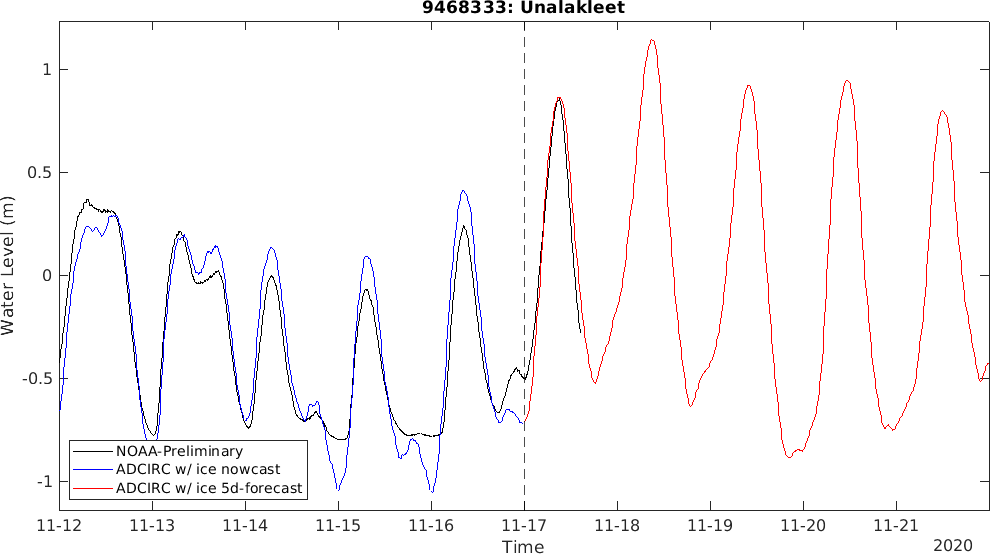 9468333: Unalakleet
Water Level (m)
1
0.5
0
-0.5
-1
NOAA-Preliminary
ADCIRC w/ ice nowcast
ADCIRC w/ ice 5d-forecast
11-12 11-13 11-14 11-15 11-16 11-17 11-18 11-19 11-20 11-21
Time
2020